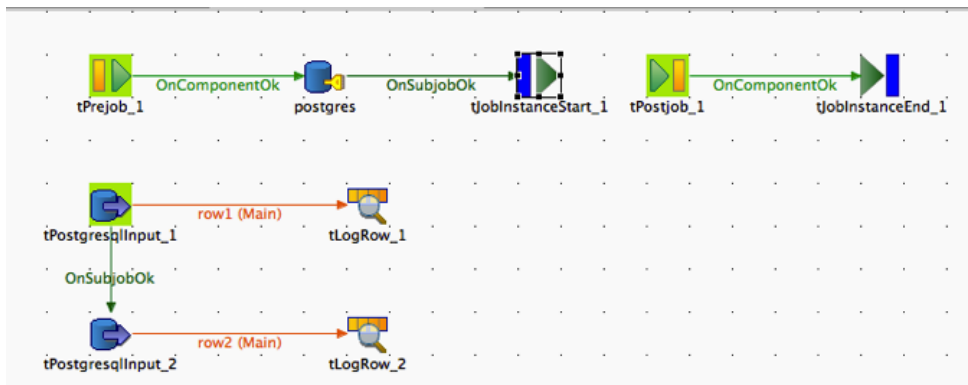 OnComponentOk
OnSubjobOk
OnComponentOk
tPrejob_1
postgres
tJobInstanceStart_1
tPostjob_1
tJobInstanceEnd_1
row1 (Main)
tPostgresqlInput_1
tLogRow_1
OnSubjobOk
row2 (Main)
tPostgresqlInput_2
tLogRow_2